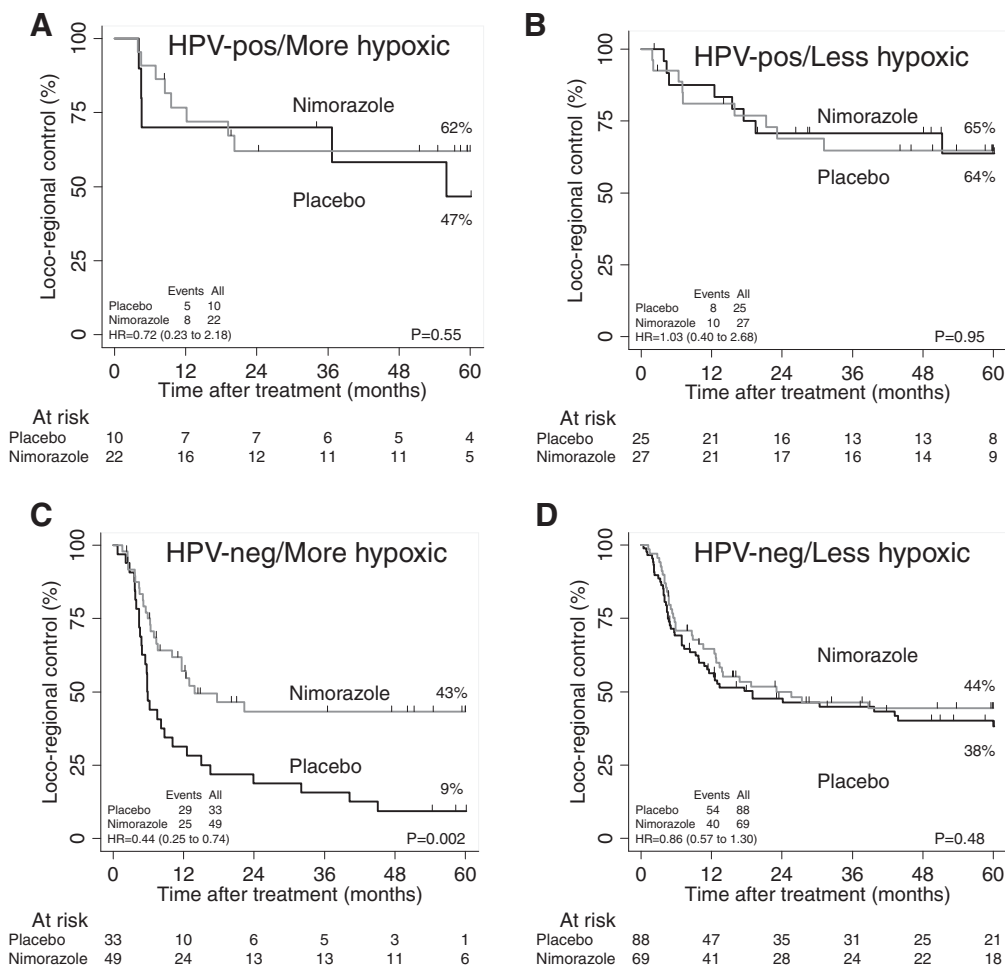 A
HPV-pos/More hypoxic
Loco-regional control (%)
100
75
50
25
0
Nimorazole
62%
Placebo
47%
Events All
Placebo 5 10
Nimorazole 8 22
HR=0.72 (0.23 to 2.18)
P=0.55
0 12 24 36 48 60
Time after treatment (months)
At risk
Placebo 10 7 7 6 5 4
Nimorazole 22 16 12 11 11 5
B
HPV-pos/Less hypoxic
Loco-regional control (%)
100
75
50
25
0
Nimorazole
65%
Placebo
64%
Events All
Placebo 8 25
Nimorazole 10 27
HR=1.03 (0.40 to 2.68)
P=0.95
0 12 24 36 48 60
Time after treatment (months)
At risk
Placebo 25 21 16 13 13 8
Nimorazole 27 21 17 16 14 9
C
HPV-neg/More hypoxic
Loco-regional control (%)
100
75
50
25
0
Nimorazole
43%
Placebo
9%
Events All
Placebo 29 33
Nimorazole 25 49
HR=0.44 (0.25 to 0.74)
P=0.002
0 12 24 36 48 60
Time after treatment (months)
At risk
Placebo 33 10 6 5 3 1
Nimorazole 49 24 13 13 11 6
D
HPV-neg/Less hypoxic
Loco-regional control (%)
100
75
50
25
0
Nimorazole
44%
38%
Placebo
Events All
Placebo 54 88
Nimorazole 40 69
HR=0.86 (0.57 to 1.30)
P=0.48
0 12 24 36 48 60
Time after treatment (months)
At risk
Placebo 88 47 35 31 25 21
Nimorazole 69 41 28 24 22 18